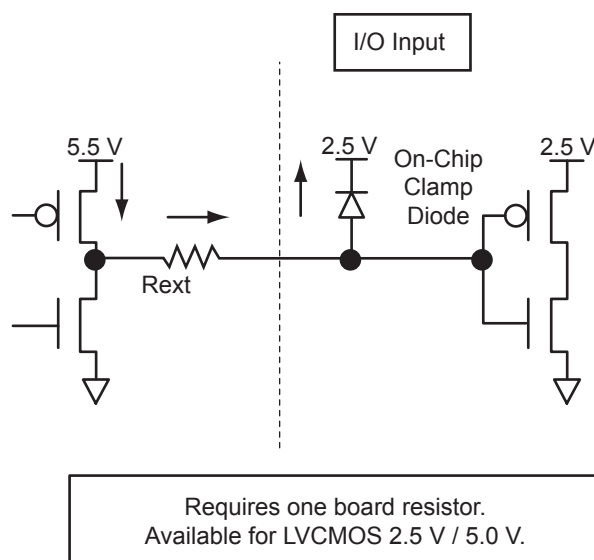 I/O Input
5.5 V
2.5 V
On-Chip
Clamp
Diode
2.5 V
Rext
Requires one board resistor.
Available for LVCMOS 2.5 V / 5.0 V.